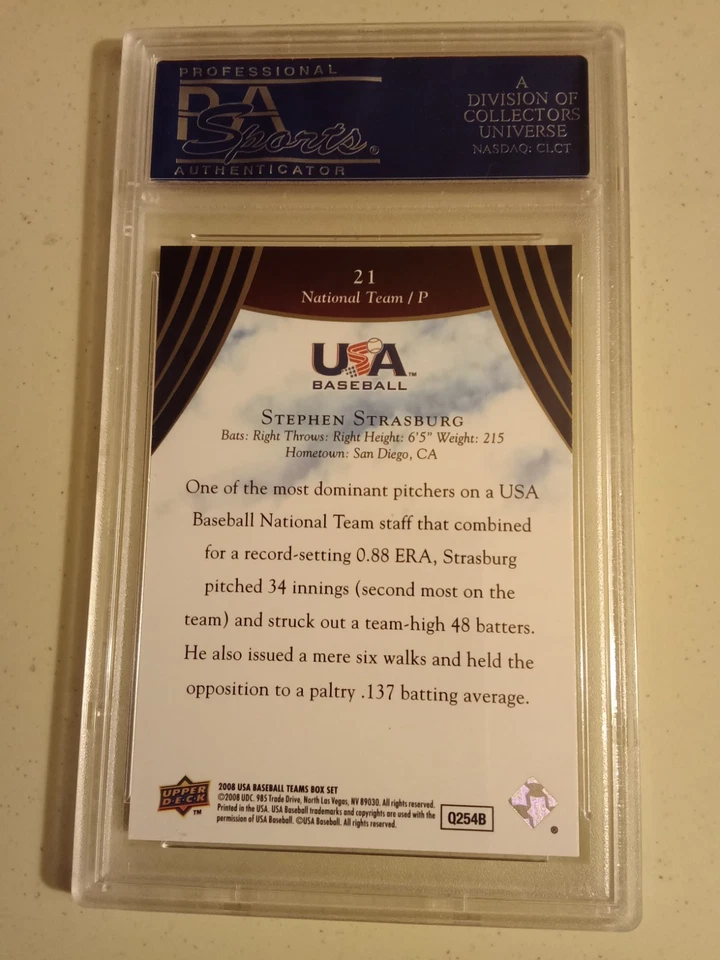 PROFESSIONAL
PSA
Sports®
AUTHENTICATOR
A
DIVISION OF
COLLECTORS
UNIVERSE
NASDAQ: CLCT
21
National Team / P
USA™
BASEBALL
STEPHEN STRASBURG
Bats: Right Throws: Right Height: 6'5" Weight: 215
Hometown: San Diego, CA
One of the most dominant pitchers on a USA
Baseball National Team staff that combined
for a record-setting 0.88 ERA, Strasburg
pitched 34 innings (second most on the
team) and struck out a team-high 48 batters.
He also issued a mere six walks and held the
opposition to a paltry .137 batting average.
UPPER
D·E·C·K
™
2008 USA BASEBALL TEAMS BOX SET
©2008 UDC. 985 Trade Drive, North Las Vegas, NV 89030. All rights reserved.
Printed in the USA. USA Baseball trademarks and copyrights are used with the
permission of USA Baseball. ©USA Baseball. All rights reserved.
Q254B
®